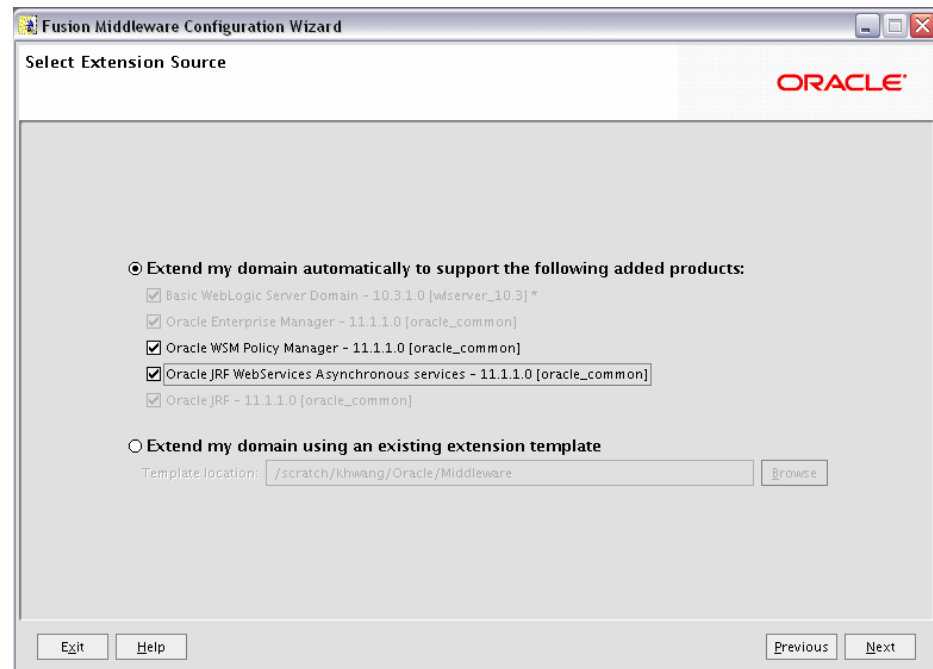 Fusion Middleware Configuration Wizard
Select Extension Source
ORACLE
Extend my domain automatically to support the following added products:
Basic WebLogic Server Domain - 10.3.1.0 [wlserver_10.3] *
Oracle Enterprise Manager - 11.1.1.0 [oracle_common]
Oracle WSM Policy Manager - 11.1.1.0 [oracle_common]
Oracle JRF WebServices Asynchronous services - 11.1.1.0 [oracle_common]
Oracle JRF - 11.1.1.0 [oracle_common]
Extend my domain using an existing extension template
Template location: /scratch/khwang/Oracle/Middleware Browse
Exit Help Previous Next